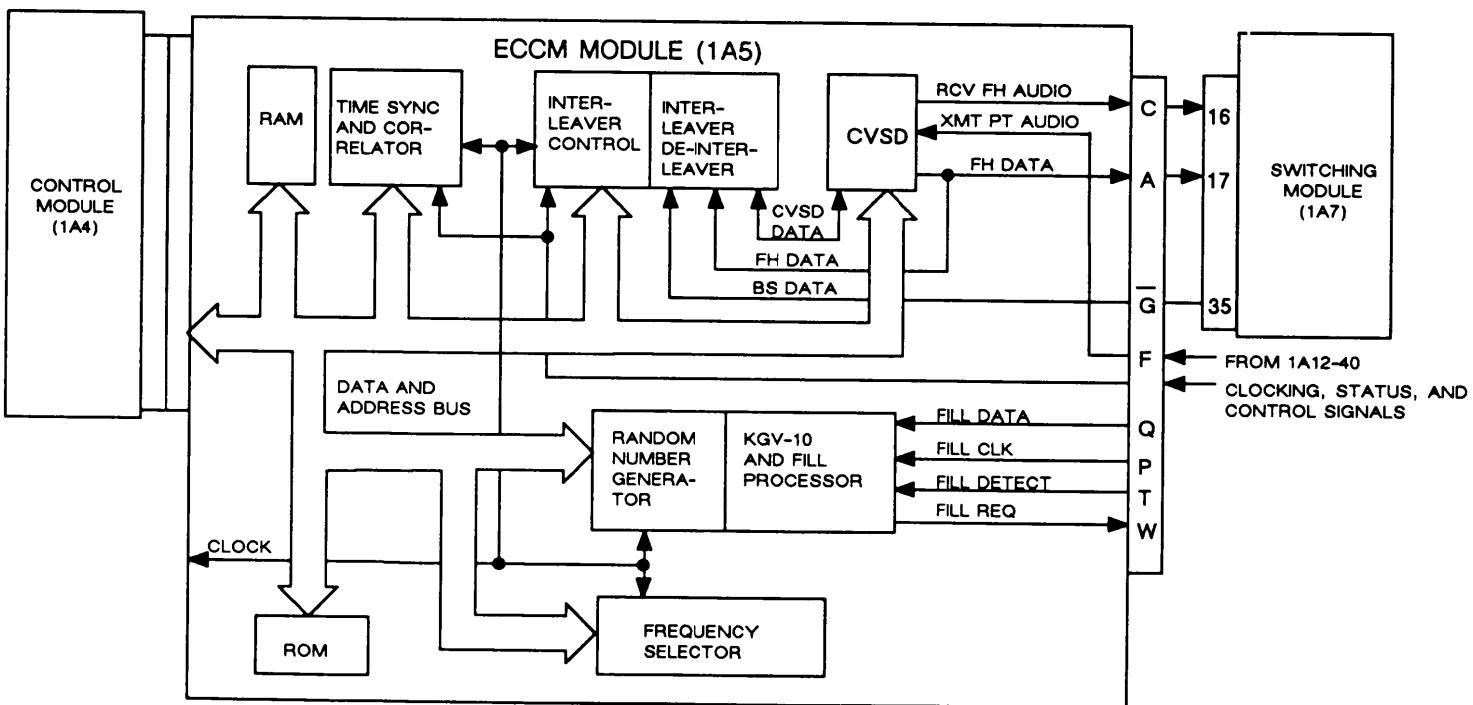 ECCM MODULE (1A5)
CONTROL
MODULE
(1A4)
RAM
TIME SYNC
AND COR-
RELATOR
INTER-
LEAVER
CONTROL
INTER-
LEAVER
DE-INTER-
LEAVER
CVSD
RCV FH AUDIO
XMT PT AUDIO
FH DATA
C
A
G
F
Q
P
T
W
16
17
35
SWITCHING
MODULE
(1A7)
CVSD
DATA
FH DATA
BS DATA
FROM 1A12-40
CLOCKING, STATUS, AND
CONTROL SIGNALS
DATA AND
ADDRESS BUS
RANDOM
NUMBER
GENERA-
TOR
KGV-10
AND FILL
PROCESSOR
FILL DATA
FILL CLK
FILL DETECT
FILL REQ
CLOCK
ROM
FREQUENCY
SELECTOR